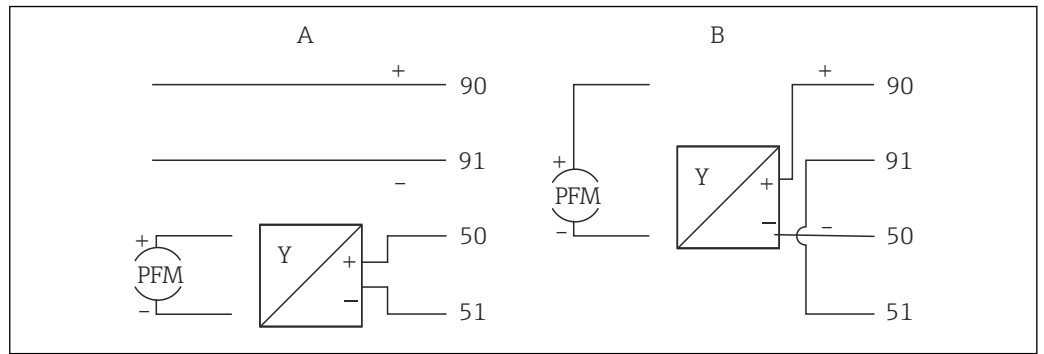 A
+ 90
91
−
+ 50
PFM Y +
− − 51
B
+ 90
+ 91
PFM Y +
− − − 50
51